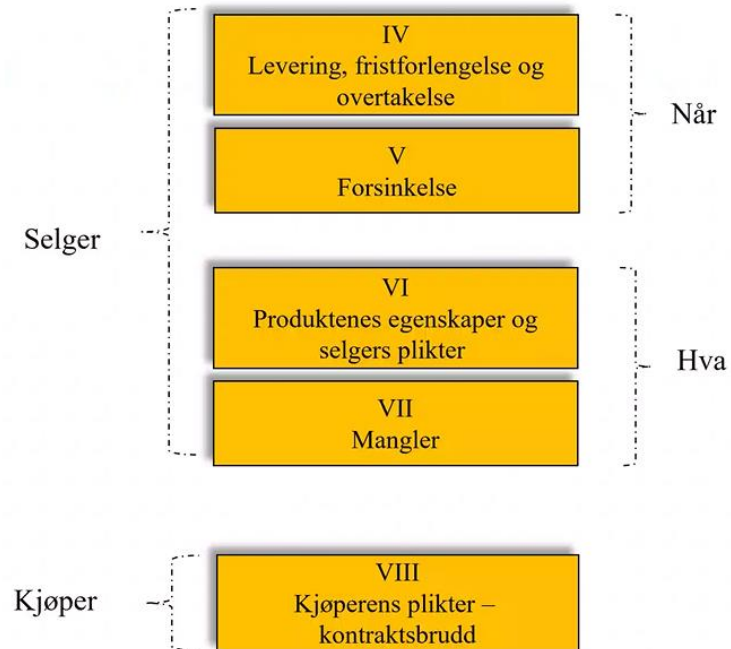 IV
Levering, fristforlengelse og
overtakelse
Når
V
Forsinkelse
Selger
VI
Produktenes egenskaper og
selgers plikter
Hva
VII
Mangler
VIII
Kjøper
Kjøperens plikter –
kontraktsbrudd